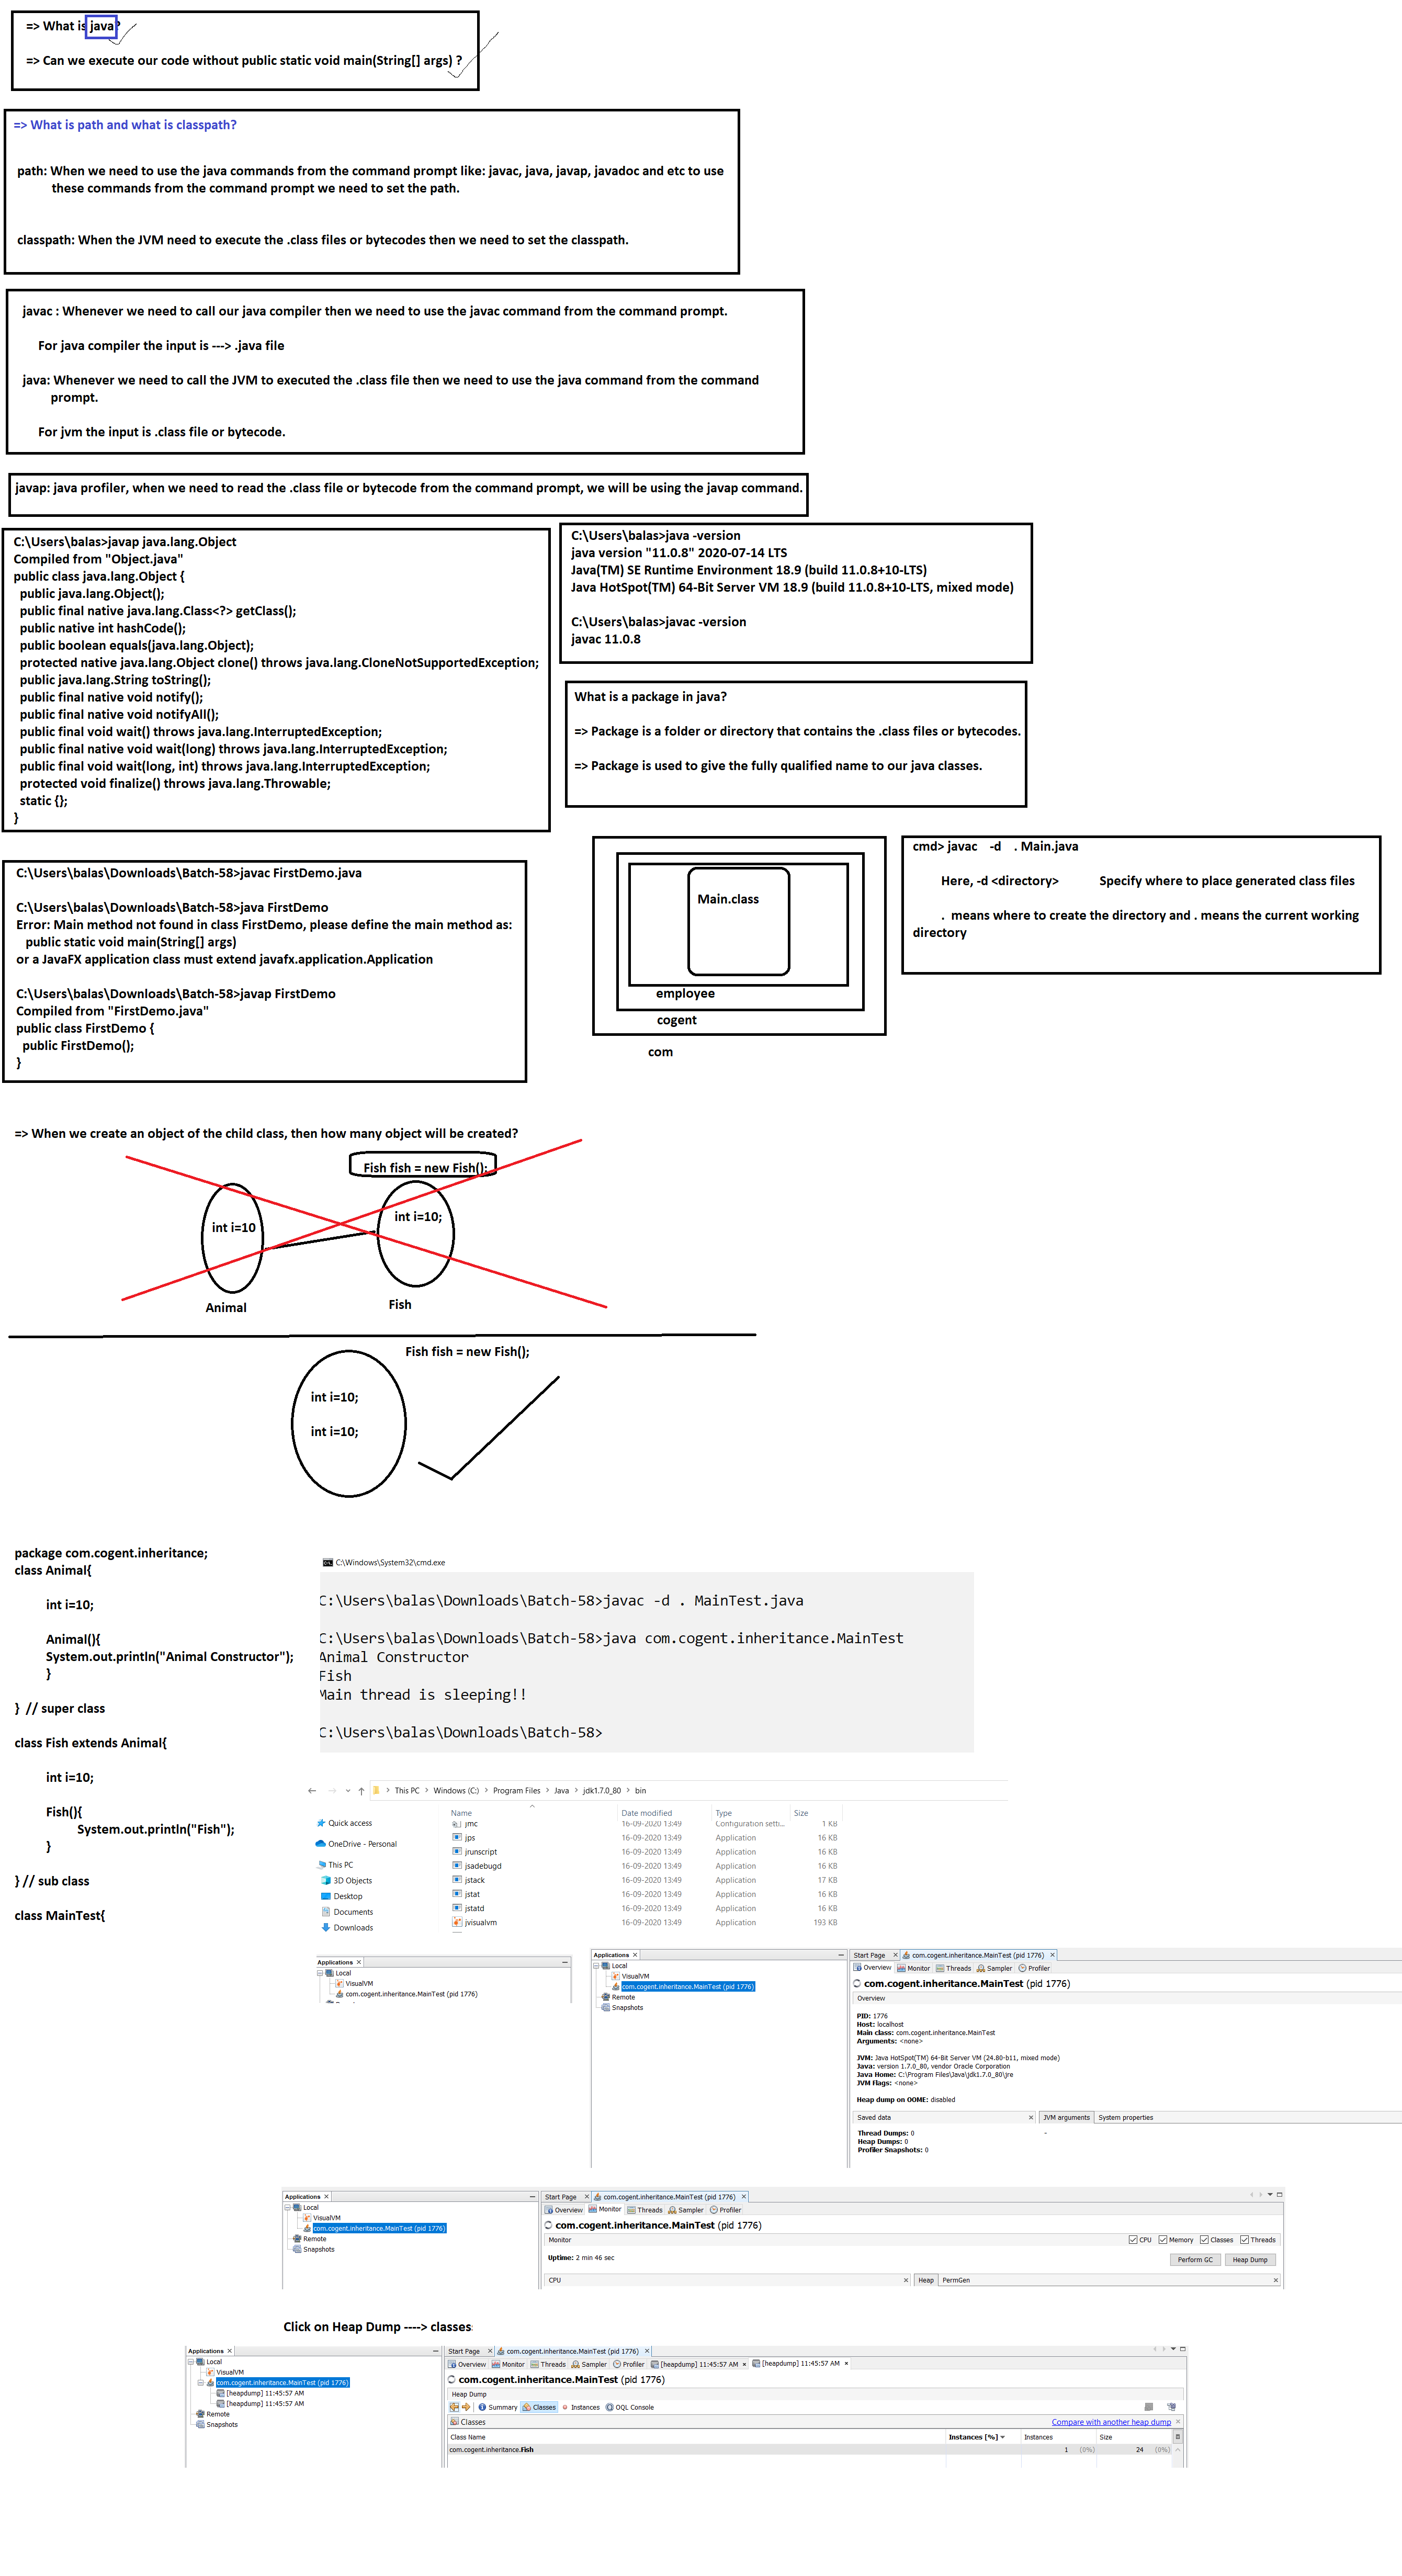 => What is java?
=> Can we execute our code without public static void main(String[] args) ?
=> What is path and what is classpath?
path: When we need to use the java commands from the command prompt like: javac, java, javap, javadoc and etc to use
these commands from the command prompt we need to set the path.
classpath: When the JVM need to execute the .class files or bytecodes then we need to set the classpath.
javac : Whenever we need to call our java compiler then we need to use the javac command from the command prompt.
For java compiler the input is ---> .java file
java: Whenever we need to call the JVM to executed the .class file then we need to use the java command from the command
prompt.
For jvm the input is .class file or bytecode.
javap: java profiler, when we need to read the .class file or bytecode from the command prompt, we will be using the javap command.
C:\Users\balas>javap java.lang.Object
Compiled from "Object.java"
public class java.lang.Object {
public java.lang.Object();
public final native java.lang.Class<?> getClass();
public native int hashCode();
public boolean equals(java.lang.Object);
protected native java.lang.Object clone() throws java.lang.CloneNotSupportedException;
public java.lang.String toString();
public final native void notify();
public final native void notifyAll();
public final void wait() throws java.lang.InterruptedException;
public final native void wait(long) throws java.lang.InterruptedException;
public final void wait(long, int) throws java.lang.InterruptedException;
protected void finalize() throws java.lang.Throwable;
static {};
}
C:\Users\balas>java -version
java version "11.0.8" 2020-07-14 LTS
Java(TM) SE Runtime Environment 18.9 (build 11.0.8+10-LTS)
Java HotSpot(TM) 64-Bit Server VM 18.9 (build 11.0.8+10-LTS, mixed mode)
C:\Users\balas>javac -version
javac 11.0.8
What is a package in java?
=> Package is a folder or directory that contains the .class files or bytecodes.
=> Package is used to give the fully qualified name to our java classes.
C:\Users\balas\Downloads\Batch-58>javac FirstDemo.java
C:\Users\balas\Downloads\Batch-58>java FirstDemo
Error: Main method not found in class FirstDemo, please define the main method as:
public static void main(String[] args)
or a JavaFX application class must extend javafx.application.Application
C:\Users\balas\Downloads\Batch-58>javap FirstDemo
Compiled from "FirstDemo.java"
public class FirstDemo {
public FirstDemo();
}
Main.class
employee
cogent
com
cmd> javac -d . Main.java
Here, -d <directory> Specify where to place generated class files
. means where to create the directory and . means the current working
directory
=> When we create an object of the child class, then how many object will be created?
Fish fish = new Fish();
int i=10
int i=10;
Animal
Fish
Fish fish = new Fish();
int i=10;
int i=10;
package com.cogent.inheritance;
class Animal{
int i=10;
Animal(){
System.out.println("Animal Constructor");
}
} // super class
class Fish extends Animal{
int i=10;
Fish(){
System.out.println("Fish");
}
} // sub class
class MainTest{
C:\Windows\System32\cmd.exe
C:\Users\balas\Downloads\Batch-58>javac -d . MainTest.java
C:\Users\balas\Downloads\Batch-58>java com.cogent.inheritance.MainTest
Animal Constructor
Fish
Main thread is sleeping!!
C:\Users\balas\Downloads\Batch-58>
This PC > Windows (C:) > Program Files > Java > jdk1.7.0_80 > bin
Quick access
OneDrive - Personal
This PC
3D Objects
Desktop
Documents
Downloads
Name Date modified Type Size
jmc 16-09-2020 13:49 Configuration setti... 1 KB
jps 16-09-2020 13:49 Application 16 KB
jrunscript 16-09-2020 13:49 Application 16 KB
jsadebugd 16-09-2020 13:49 Application 16 KB
jstack 16-09-2020 13:49 Application 17 KB
jstat 16-09-2020 13:49 Application 16 KB
jstatd 16-09-2020 13:49 Application 16 KB
jvisualvm 16-09-2020 13:49 Application 193 KB
Applications
Local
VisualVM
com.cogent.inheritance.MainTest (pid 1776)
Applications
Local
VisualVM
com.cogent.inheritance.MainTest (pid 1776)
Remote
Snapshots
Start Page com.cogent.inheritance.MainTest (pid 1776)
Overview Monitor Threads Sampler Profiler
com.cogent.inheritance.MainTest (pid 1776)
Overview
PID: 1776
Host: localhost
Main class: com.cogent.inheritance.MainTest
Arguments: <none>
JVM: Java HotSpot(TM) 64-Bit Server VM (24.80-b11, mixed mode)
Java: version 1.7.0_80, vendor Oracle Corporation
Java Home: C:\Program Files\Java\jdk1.7.0_80\jre
JVM Flags: <none>
Heap dump on OOME: disabled
Saved data JVM arguments System properties
Thread Dumps: 0
Heap Dumps: 0
Profiler Snapshots: 0
-
Applications
Local
VisualVM
com.cogent.inheritance.MainTest (pid 1776)
Remote
Snapshots
Start Page com.cogent.inheritance.MainTest (pid 1776)
Overview Monitor Threads Sampler Profiler
com.cogent.inheritance.MainTest (pid 1776)
Monitor CPU Memory Classes Threads
Uptime: 2 min 46 sec Perform GC Heap Dump
CPU Heap PermGen
Click on Heap Dump ----> classes
Applications
Local
VisualVM
com.cogent.inheritance.MainTest (pid 1776)
[heapdump] 11:45:57 AM
[heapdump] 11:45:57 AM
Remote
Snapshots
Start Page com.cogent.inheritance.MainTest (pid 1776)
Overview Monitor Threads Sampler Profiler [heapdump] 11:45:57 AM [heapdump] 11:45:57 AM
com.cogent.inheritance.MainTest (pid 1776)
Heap Dump
Summary Classes Instances OQL Console
Classes Compare with another heap dump
Class Name Instances [%] Instances Size
com.cogent.inheritance.Fish 1 (0%) 24 (0%)